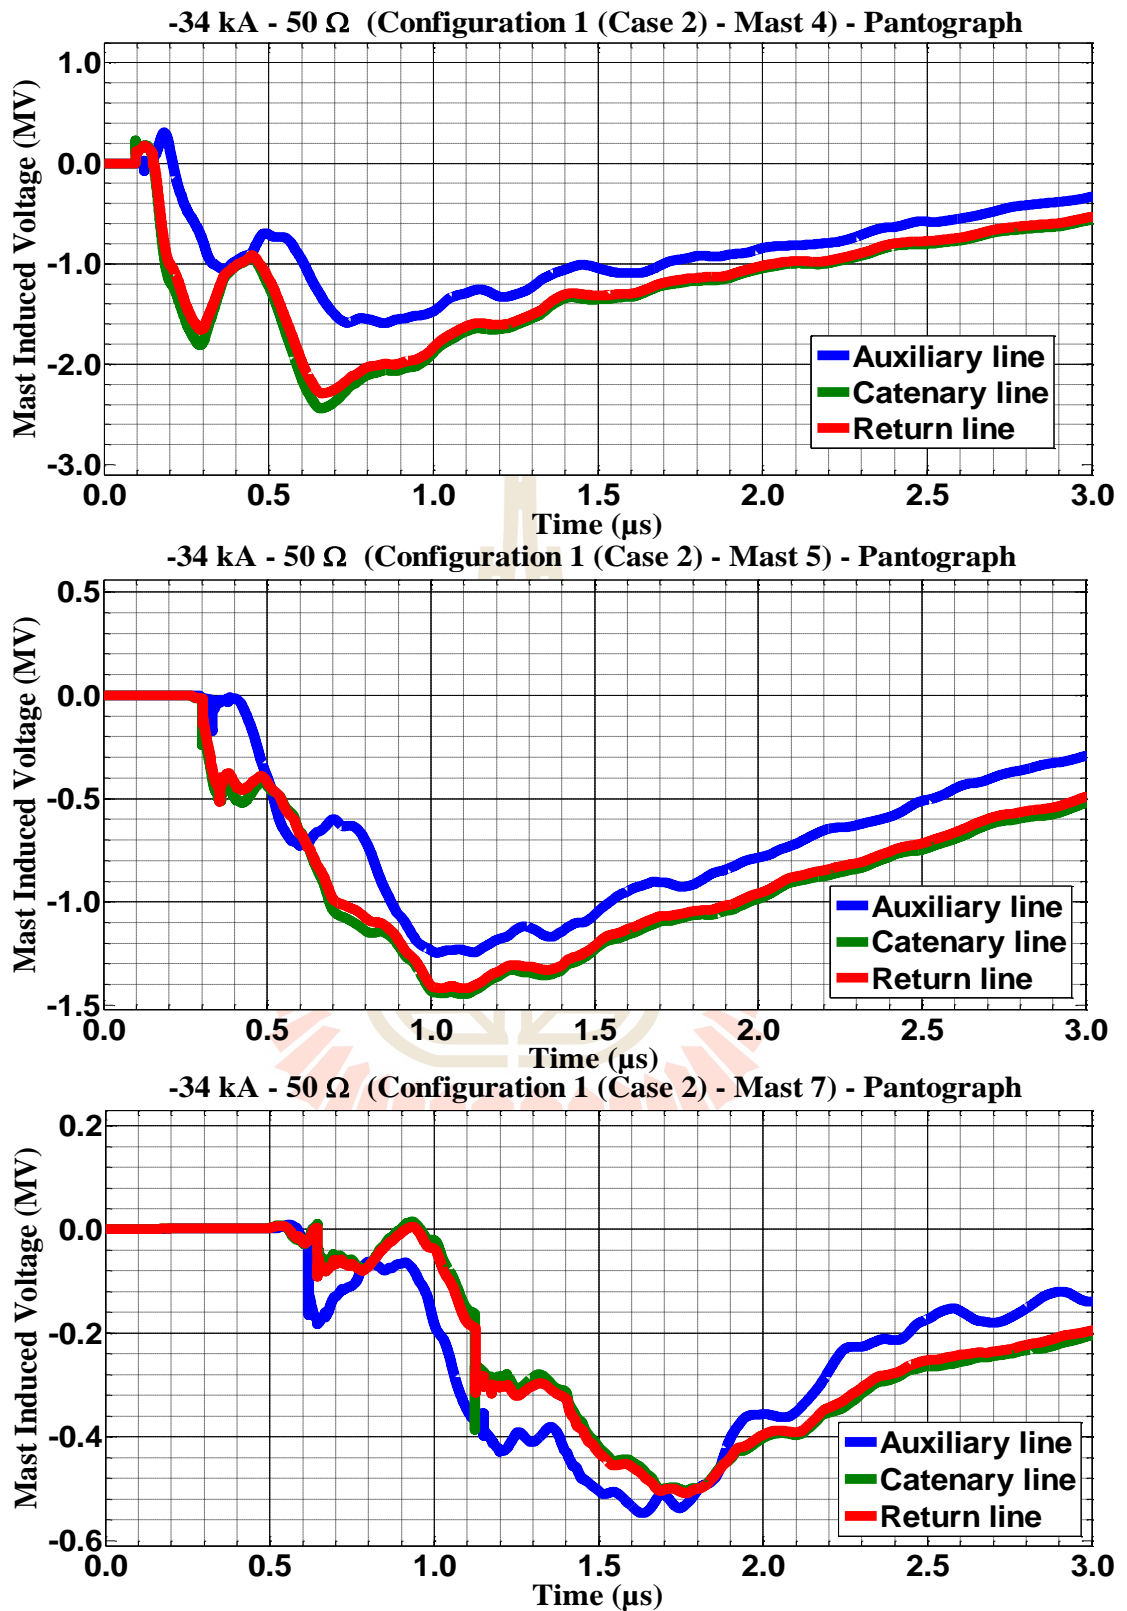 -34 kA - 50 Ω (Configuration 1 (Case 2) - Mast 4) - Pantograph
Mast Induced Voltage (MV)
1.0
0.0
-1.0
-2.0
-3.0
Auxiliary line
Catenary line
Return line
0.0 0.5 1.0 1.5 2.0 2.5 3.0
Time (µs)
-34 kA - 50 Ω (Configuration 1 (Case 2) - Mast 5) - Pantograph
Mast Induced Voltage (MV)
0.5
0.0
-0.5
-1.0
-1.5
Auxiliary line
Catenary line
Return line
0.0 0.5 1.0 1.5 2.0 2.5 3.0
Time (µs)
-34 kA - 50 Ω (Configuration 1 (Case 2) - Mast 7) - Pantograph
Mast Induced Voltage (MV)
0.2
0.0
-0.2
-0.4
-0.6
Auxiliary line
Catenary line
Return line
0.0 0.5 1.0 1.5 2.0 2.5 3.0
Time (µs)